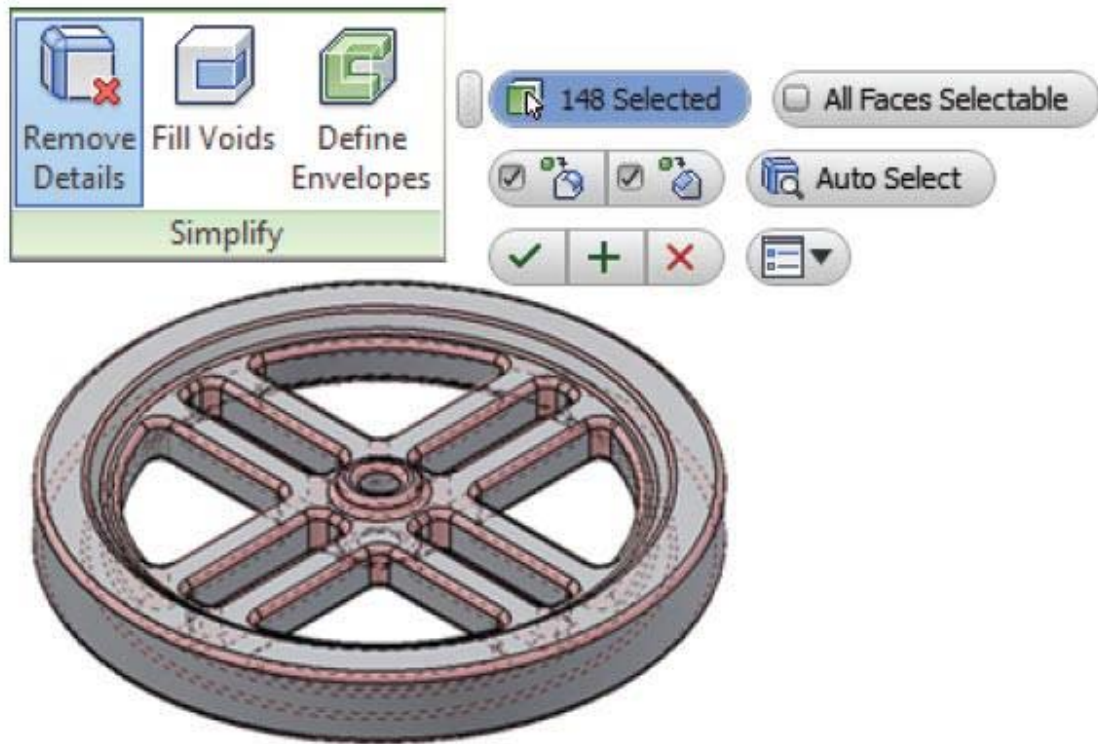 Remove
Details
Fill Voids
Define
Envelopes
Simplify
148 Selected
All Faces Selectable
Auto Select